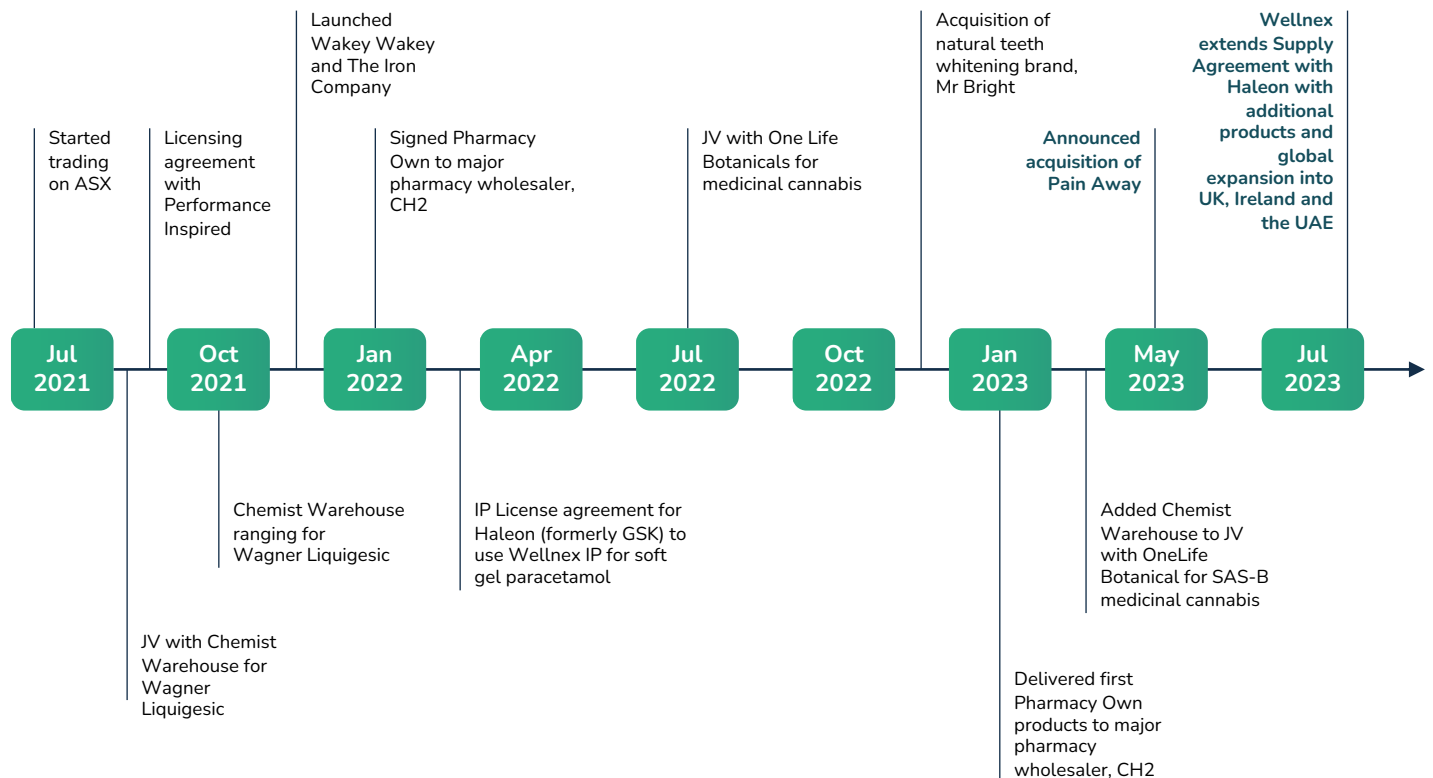 Launched
Wakey Wakey
and The Iron
Company
Acquisition of
natural teeth
whitening brand,
Mr Bright
Wellnex
extends Supply
Agreement with
Haleon with
additional
products and
global
expansion into
UK, Ireland and
the UAE
Started
trading
on ASX
Licensing
agreement
with
Performance
Inspired
Signed Pharmacy
Own to major
pharmacy wholesaler,
CH2
JV with One Life
Botanicals for
medicinal cannabis
Announced
acquisition of
Pain Away
Jul
2021
Oct
2021
Jan
2022
Apr
2022
Jul
2022
Oct
2022
Jan
2023
May
2023
Jul
2023
Chemist Warehouse
ranging for
Wagner Liquigesic
IP License agreement for
Haleon (formerly GSK) to
use Wellnex IP for soft
gel paracetamol
Added Chemist
Warehouse to JV
with OneLife
Botanical for SAS-B
medicinal cannabis
JV with Chemist
Warehouse for
Wagner
Liquigesic
Delivered first
Pharmacy Own
products to major
pharmacy
wholesaler, CH2